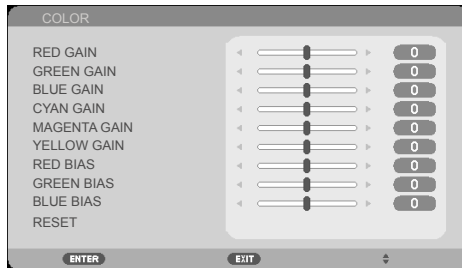 COLOR
RED GAIN 0
GREEN GAIN 0
BLUE GAIN 0
CYAN GAIN 0
MAGENTA GAIN 0
YELLOW GAIN 0
RED BIAS 0
GREEN BIAS 0
BLUE BIAS 0
RESET
ENTER EXIT